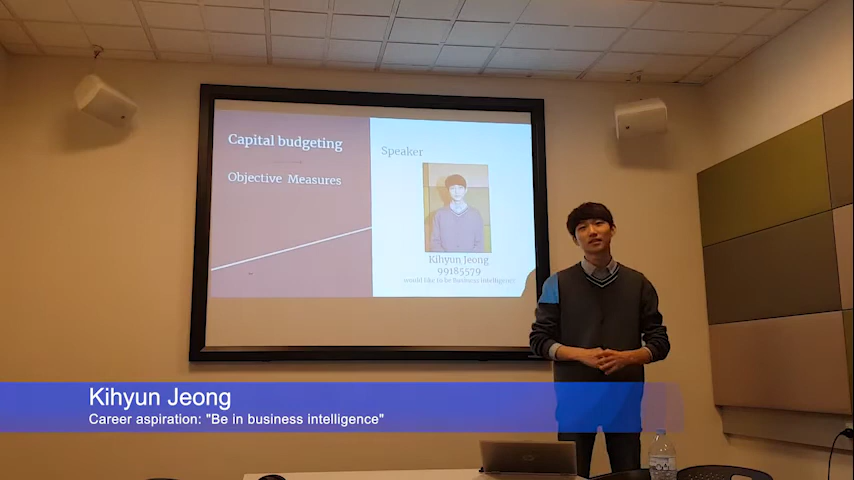 Capital budgeting
Objective Measures
Speaker
Kihyun Jeong
99185579
would like to be business intelligence
Kihyun Jeong
Career aspiration: "Be in business intelligence"